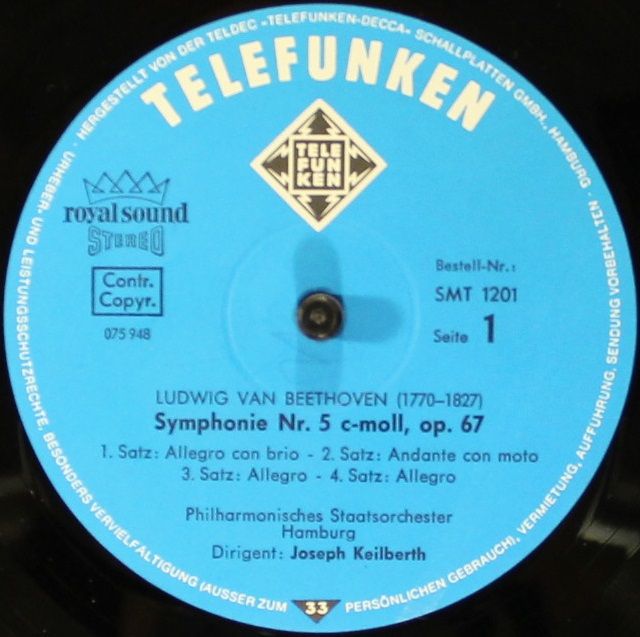 HERGESTELLT VON DER TELDEC »TELEFUNKEN-DECCA« SCHALLPLATTEN GMBH., HAMBURG ·
TELEFUNKEN
TELE
FUN
KEN
royal sound
STEREO
Contr.
Copyr.
075 948
Bestell-Nr.:
SMT 1201
Seite 1
LUDWIG VAN BEETHOVEN (1770–1827)
Symphonie Nr. 5 c-moll, op. 67
1. Satz: Allegro con brio - 2. Satz: Andante con moto
3. Satz: Allegro - 4. Satz: Allegro
Philharmonisches Staatsorchester
Hamburg
Dirigent: Joseph Keilberth
URHEBER- UND LEISTUNGSSCHUTZRECHTE, BESONDERS VERVIELFÄLTIGUNG (AUSSER ZUM PERSÖNLICHEN GEBRAUCH), VERMIETUNG, AUFFÜHRUNG, SENDUNG VORBEHALTEN ·
33